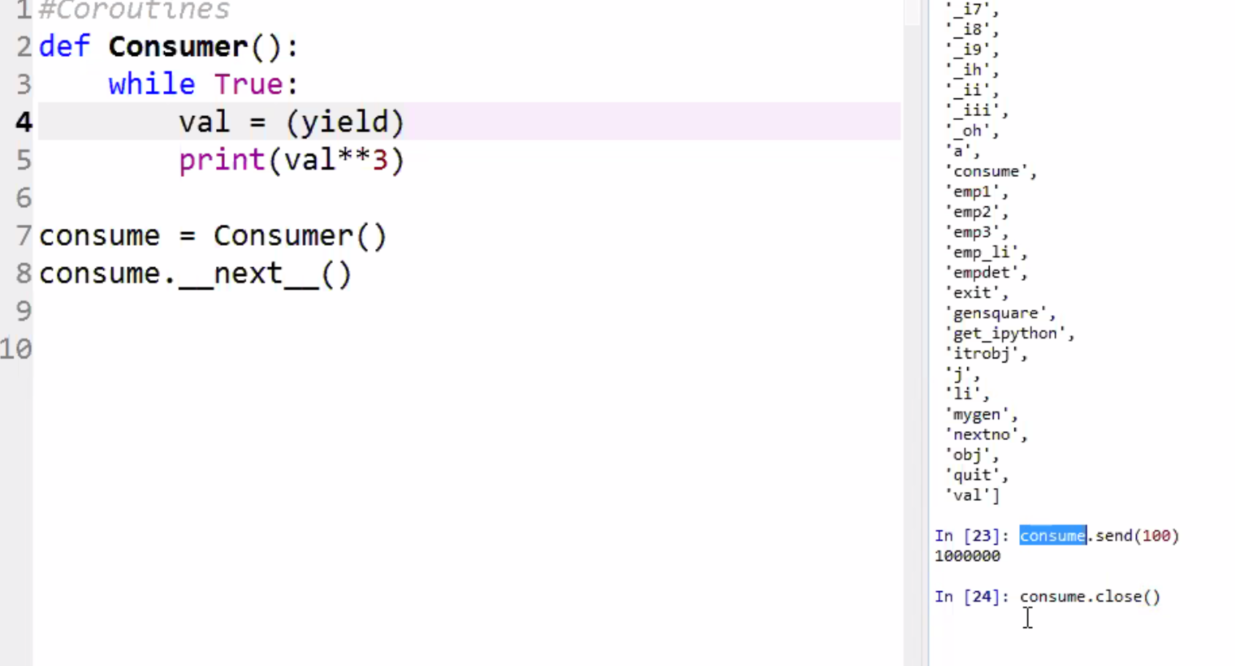 1 #Coroutines
2 def Consumer():
3     while True:
4         val = (yield)
5         print(val**3)
6
7 consume = Consumer()
8 consume.__next__()
9
10
'_i7',
'_i8',
'_i9',
'_ih',
'_ii',
'_iii',
'_oh',
'a',
'consume',
'emp1',
'emp2',
'emp3',
'emp_li',
'empdet',
'exit',
'gensquare',
'get_ipython',
'itrobj',
'j',
'li',
'mygen',
'nextno',
'obj',
'quit',
'val']
In [23]: consume.send(100)
1000000
In [24]: consume.close()